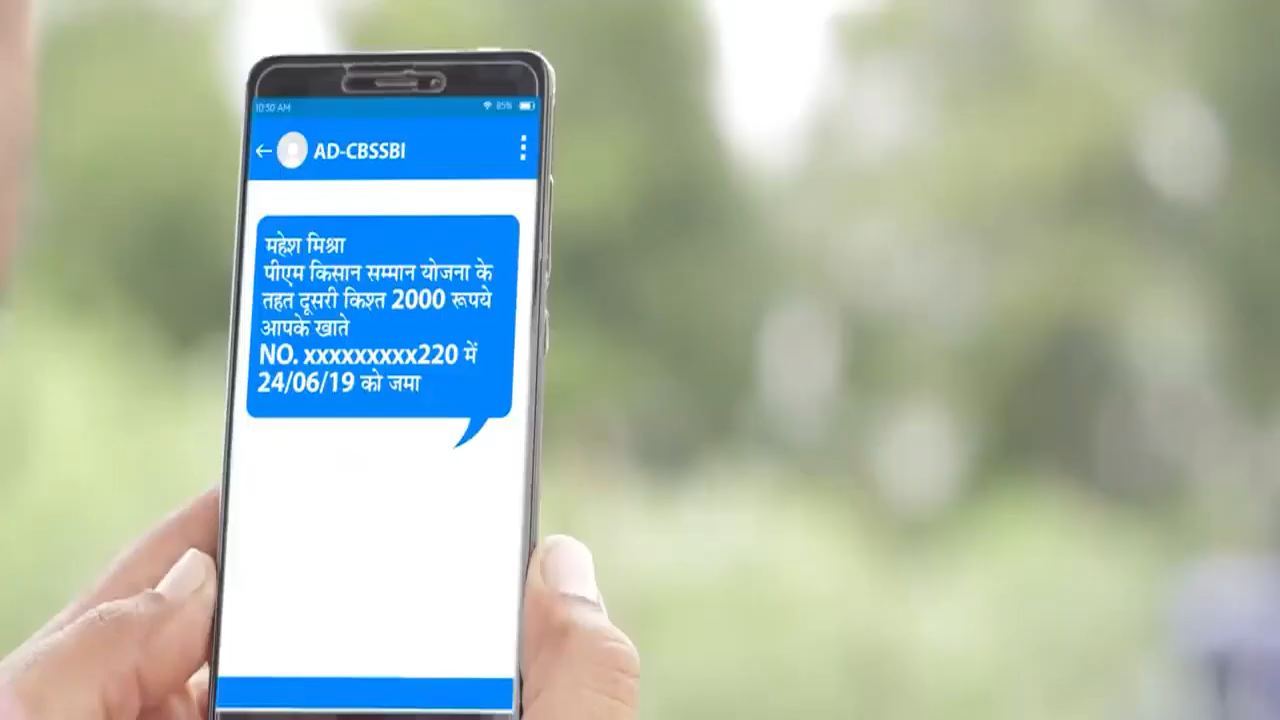 10:30 AM
85%
AD-CBSSBI
महेश मिश्रा
पीएम किसान सम्मान योजना के
तहत दूसरी किश्त 2000 रूपये
आपके खाते
NO. xxxxxxxxx220 में
24/06/19 को जमा